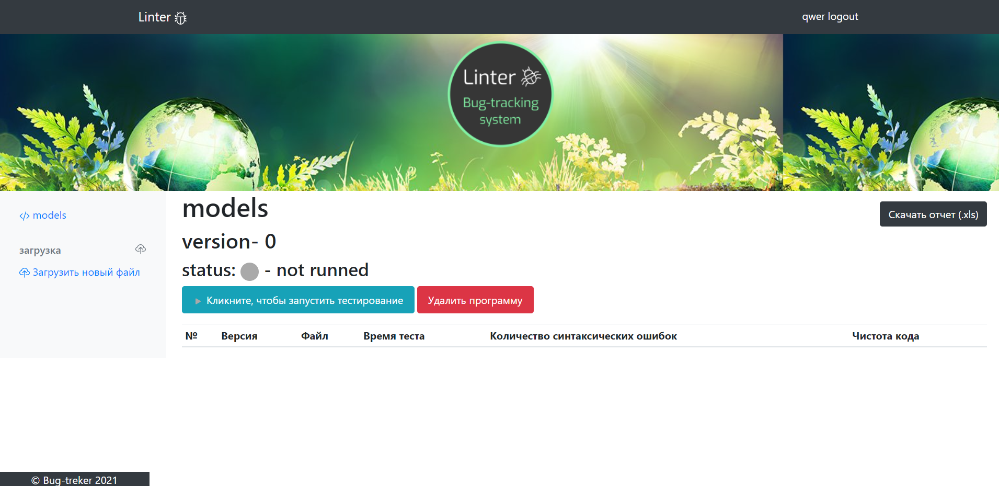 Linter
qwer logout
Linter
Bug-tracking
system
models
загрузка
Загрузить новый файл
models
Скачать отчет (.xls)
version- 0
status: - not runned
Кликните, чтобы запустить тестирование
Удалить программу
№ Версия Файл Время теста Количество синтаксических ошибок Чистота кода
© Bug-treker 2021